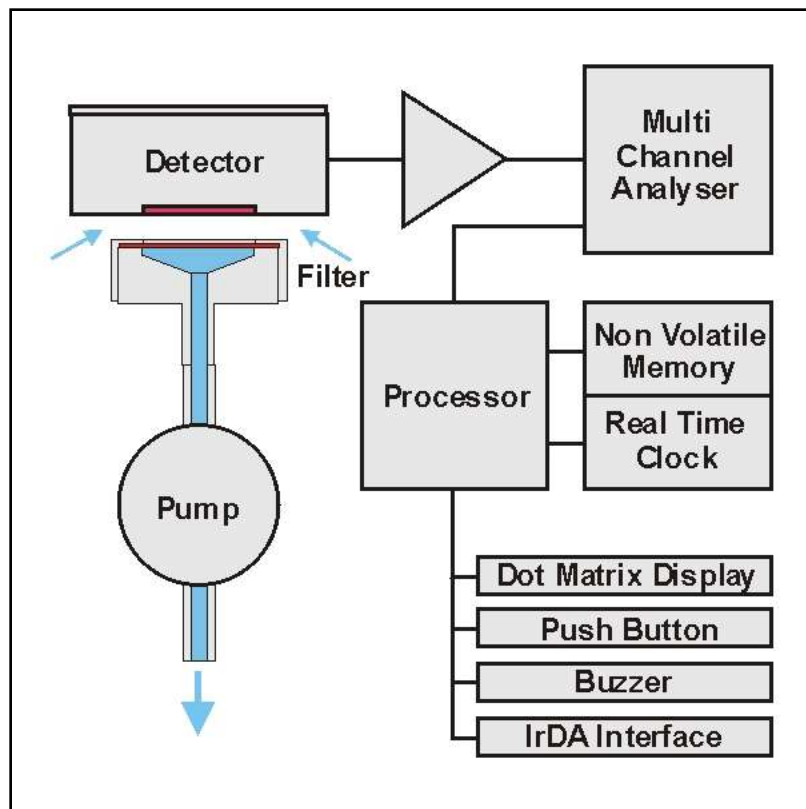 Detector
Multi
Channel
Analyser
Filter
Processor
Non Volatile
Memory
Real Time
Clock
Pump
Dot Matrix Display
Push Button
Buzzer
IrDA Interface